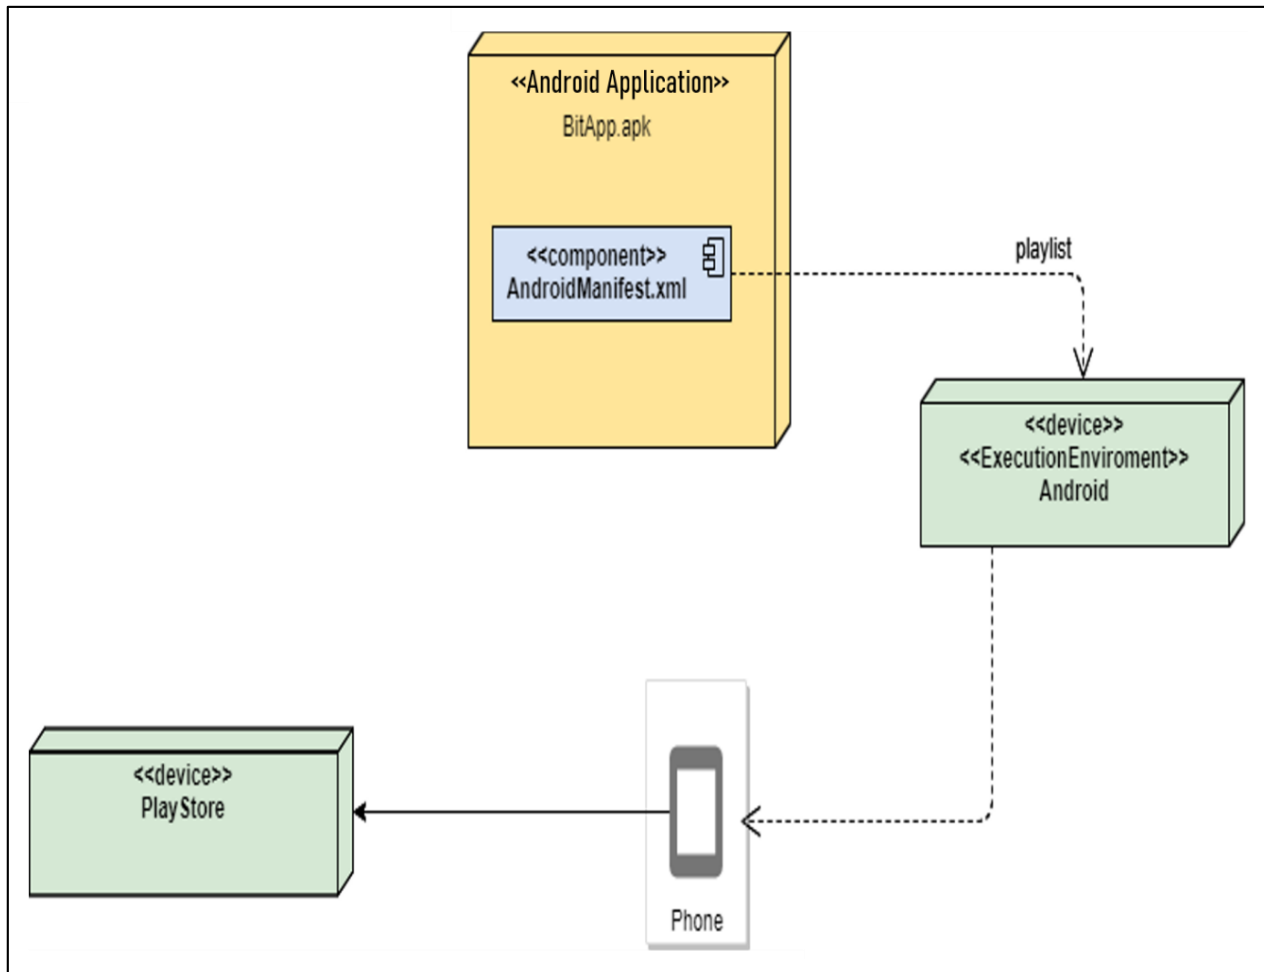 «Android Application»
BitApp.apk
<<component>>
AndroidManifest.xml
playlist
<<device>>
<<ExecutionEnviroment>>
Android
<<device>>
PlayStore
Phone